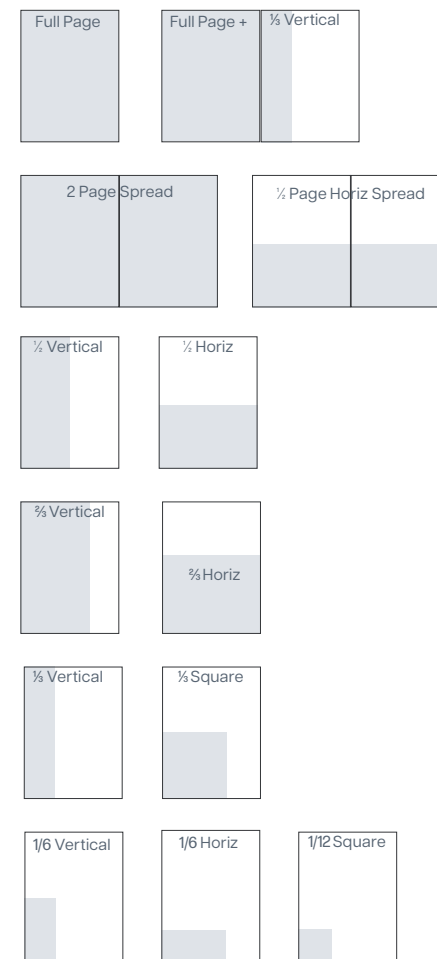 Full Page
Full Page +
⅓ Vertical
2 Page Spread
½ Page Horiz Spread
½ Vertical
½ Horiz
⅔ Vertical
⅔ Horiz
⅓ Vertical
⅓ Square
1/6 Vertical
1/6 Horiz
1/12 Square